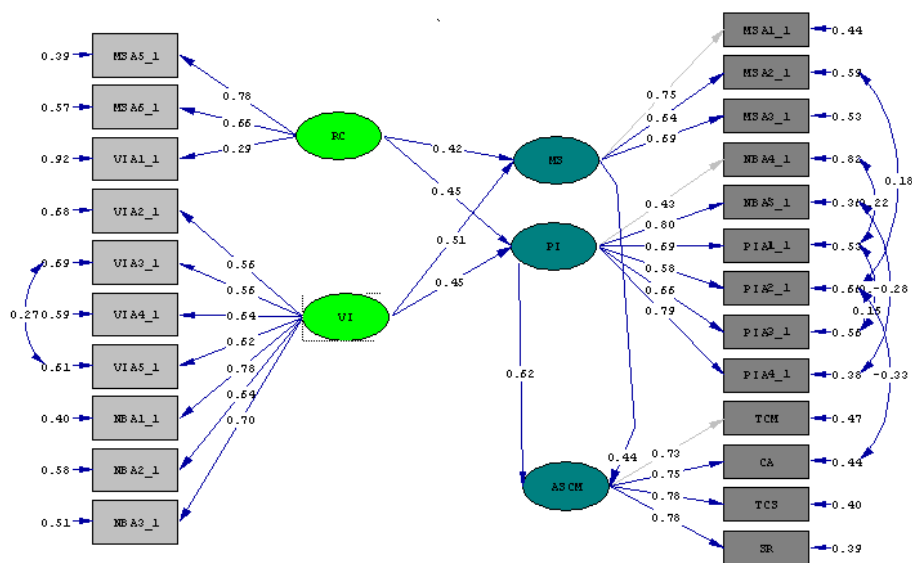 MSA5_1
MSA6_1
VIA1_1
VIA2_1
VIA3_1
VIA4_1
VIA5_1
NBA1_1
NBA2_1
NBA3_1
0.39
0.57
0.92
0.68
0.69
0.59
0.61
0.40
0.58
0.51
0.27
0.78
0.66
0.29
0.56
0.56
0.64
0.62
0.78
0.64
0.70
RC
VI
0.42
0.45
0.51
0.45
MS
PI
ASCM
0.62
0.44
0.75
0.64
0.69
0.43
0.80
0.69
0.58
0.66
0.79
0.73
0.75
0.78
0.78
MSA1_1
MSA2_1
MSA3_1
NBA4_1
NBA5_1
PIA1_1
PIA2_1
PIA3_1
PIA4_1
TCM
CA
TCS
SR
0.44
0.59
0.53
0.82
0.53
0.56
0.38
0.47
0.44
0.40
0.39
0.18
-0.28
-0.33